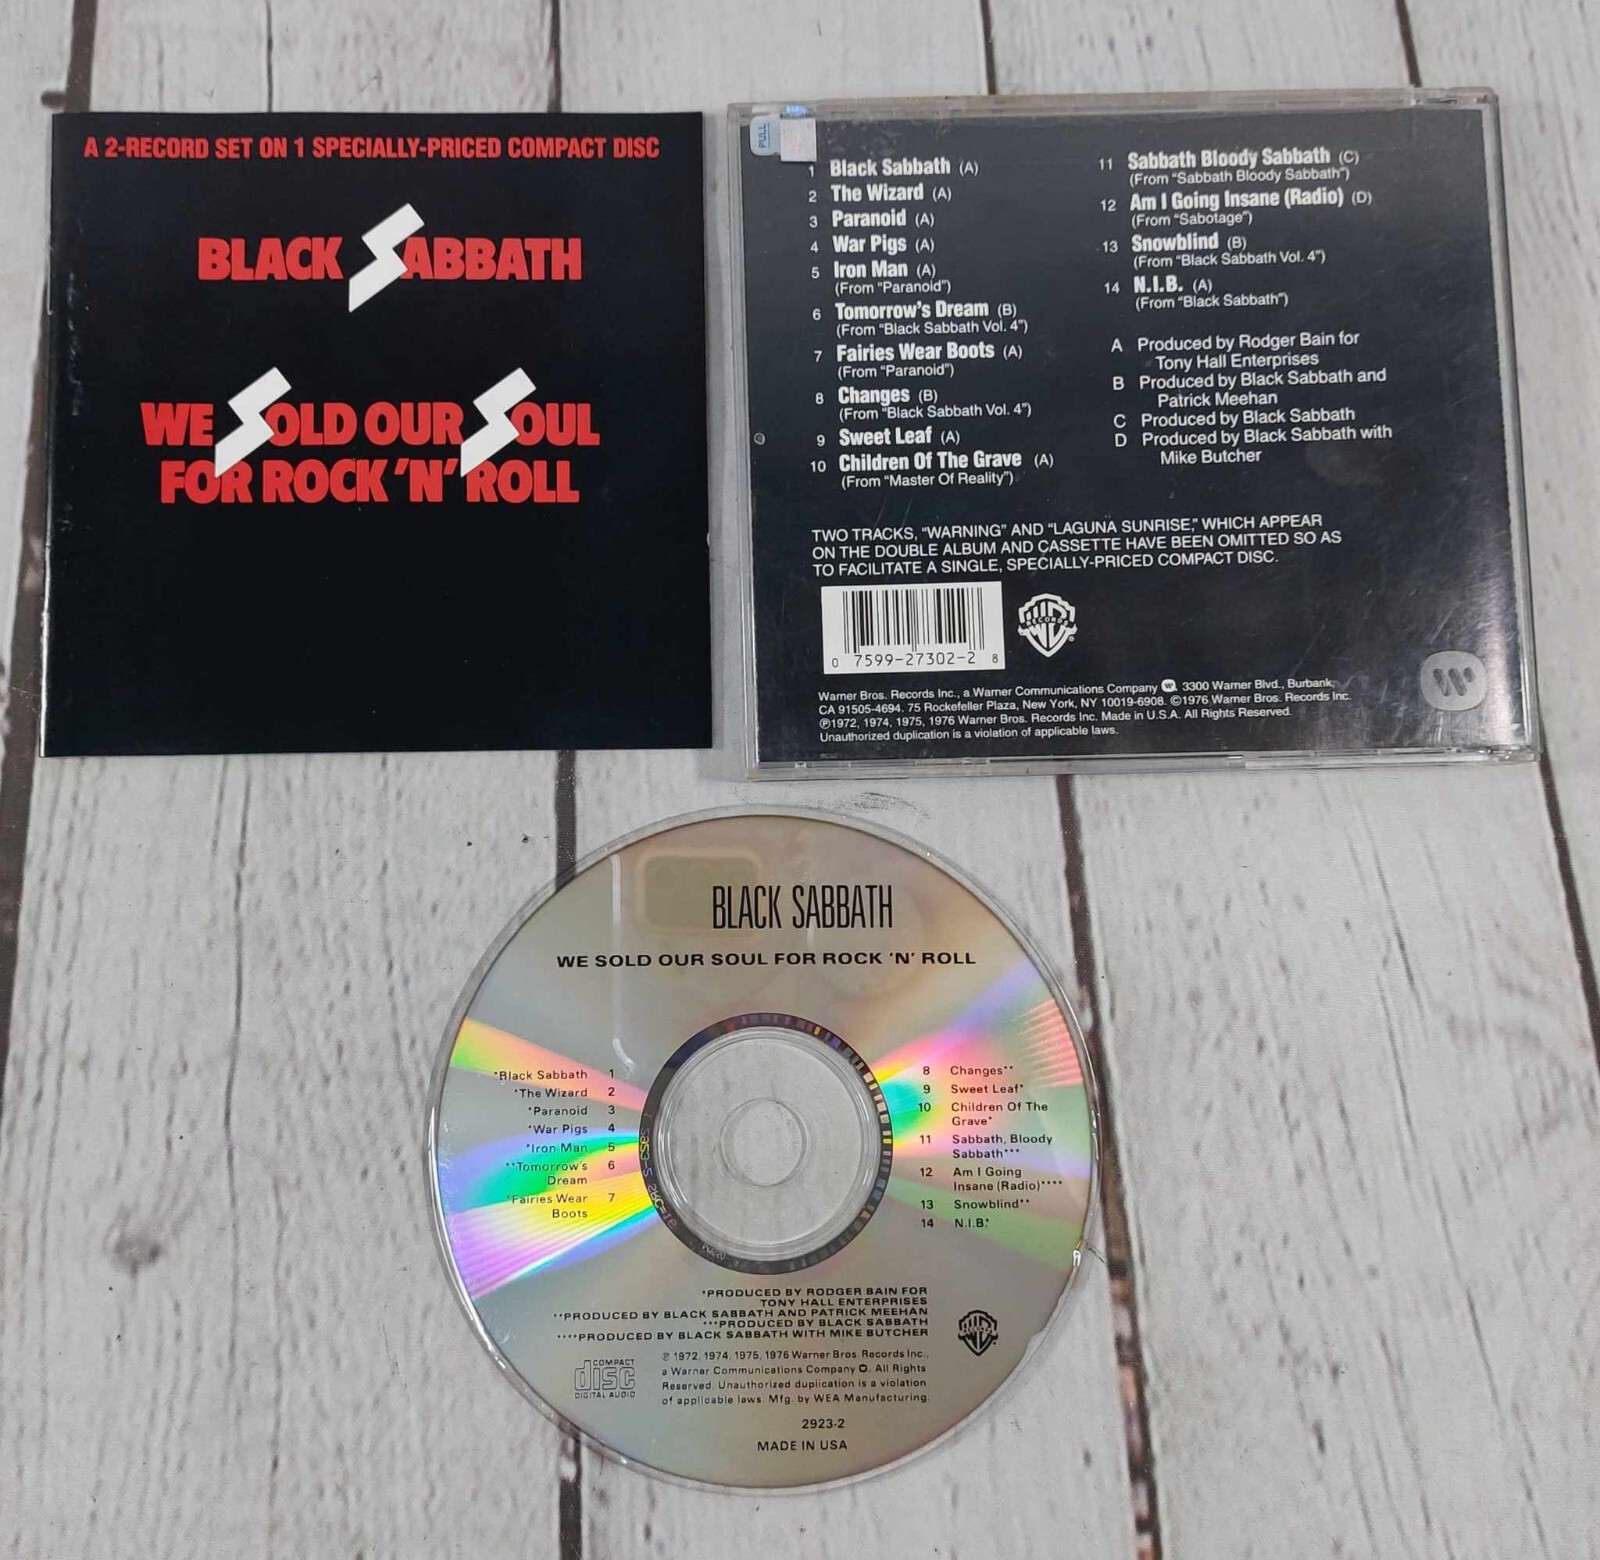 A 2-RECORD SET ON 1 SPECIALLY-PRICED COMPACT DISC
BLACK SABBATH
WE SOLD OUR SOUL
FOR ROCK 'N' ROLL
PULL
1 Black Sabbath (A)
2 The Wizard (A)
3 Paranoid (A)
4 War Pigs (A)
5 Iron Man (A)
(From "Paranoid")
6 Tomorrow's Dream (B)
(From "Black Sabbath Vol. 4")
7 Fairies Wear Boots (A)
(From "Paranoid")
8 Changes (B)
(From "Black Sabbath Vol. 4")
9 Sweet Leaf (A)
10 Children Of The Grave (A)
(From "Master Of Reality")
11 Sabbath Bloody Sabbath (C)
(From "Sabbath Bloody Sabbath")
12 Am I Going Insane (Radio) (D)
(From "Sabotage")
13 Snowblind (B)
(From "Black Sabbath Vol. 4")
14 N.I.B. (A)
(From "Black Sabbath")
A Produced by Rodger Bain for
Tony Hall Enterprises
B Produced by Black Sabbath and
Patrick Meehan
C Produced by Black Sabbath
D Produced by Black Sabbath with
Mike Butcher
TWO TRACKS, "WARNING" AND "LAGUNA SUNRISE," WHICH APPEAR
ON THE DOUBLE ALBUM AND CASSETTE HAVE BEEN OMITTED SO AS
TO FACILITATE A SINGLE, SPECIALLY-PRICED COMPACT DISC.
0 7599-27302-2 8
WB RECORDS
Warner Bros. Records Inc., a Warner Communications Company 3300 Warner Blvd., Burbank,
CA 91505-4694. 75 Rockefeller Plaza, New York, NY 10019-6908. ©1976 Warner Bros. Records Inc.
℗1972, 1974, 1975, 1976 Warner Bros. Records Inc. Made in U.S.A. All Rights Reserved.
Unauthorized duplication is a violation of applicable laws.
BLACK SABBATH
WE SOLD OUR SOUL FOR ROCK 'N' ROLL
*Black Sabbath 1
*The Wizard 2
*Paranoid 3
*War Pigs 4
*Iron Man 5
**Tomorrow's 6
Dream
*Fairies Wear 7
Boots
8 Changes**
9 Sweet Leaf*
10 Children Of The
Grave*
11 Sabbath, Bloody
Sabbath***
12 Am I Going
Insane (Radio)****
13 Snowblind**
14 N.I.B.*
*PRODUCED BY RODGER BAIN FOR
TONY HALL ENTERPRISES
**PRODUCED BY BLACK SABBATH AND PATRICK MEEHAN
***PRODUCED BY BLACK SABBATH
****PRODUCED BY BLACK SABBATH WITH MIKE BUTCHER
WB RECORDS
COMPACT
disc
DIGITAL AUDIO
℗ 1972, 1974, 1975, 1976 Warner Bros. Records Inc.,
a Warner Communications Company. All Rights
Reserved. Unauthorized duplication is a violation
of applicable laws. Mfg. by WEA Manufacturing.
2923-2
MADE IN USA